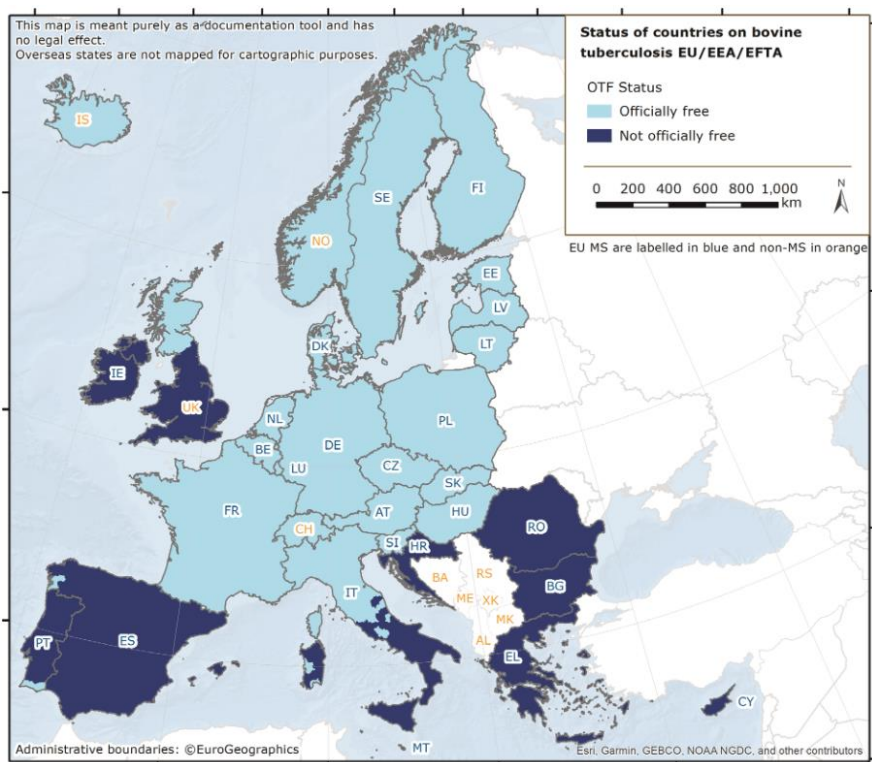 This map is meant purely as a documentation tool and has
no legal effect.
Overseas states are not mapped for cartographic purposes.
Status of countries on bovine
tuberculosis EU/EEA/EFTA
OTF Status
Officially free
Not officially free
0 200 400 600 800 1,000
km
N
EU MS are labelled in blue and non-MS in orange
IS
SE
FI
NO
EE
LV
LT
DK
IE
UK
NL
PL
DE
BE
LU
CZ
SK
FR
AT
HU
CH
SI
HR
RO
BA
RS
BG
IT
ME
XK
MK
PT
ES
AL
EL
CY
MT
Administrative boundaries: ©EuroGeographics
Esri, Garmin, GEBCO, NOAA NGDC, and other contributors